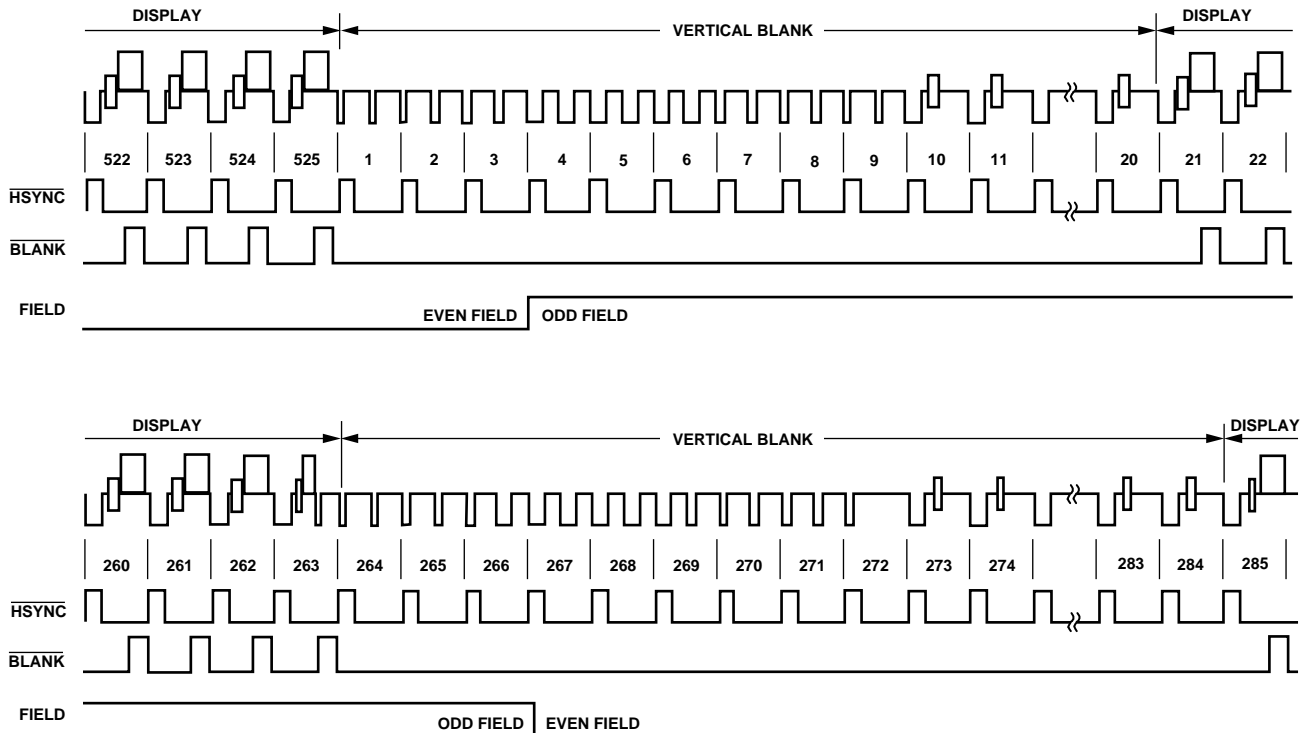 DISPLAY VERTICAL BLANK DISPLAY
522 523 524 525 1 2 3 4 5 6 7 8 9 10 11 20 21 22
HSYNC
BLANK
FIELD
EVEN FIELD ODD FIELD
DISPLAY VERTICAL BLANK DISPLAY
260 261 262 263 264 265 266 267 268 269 270 271 272 273 274 283 284 285
HSYNC
BLANK
FIELD
ODD FIELD EVEN FIELD